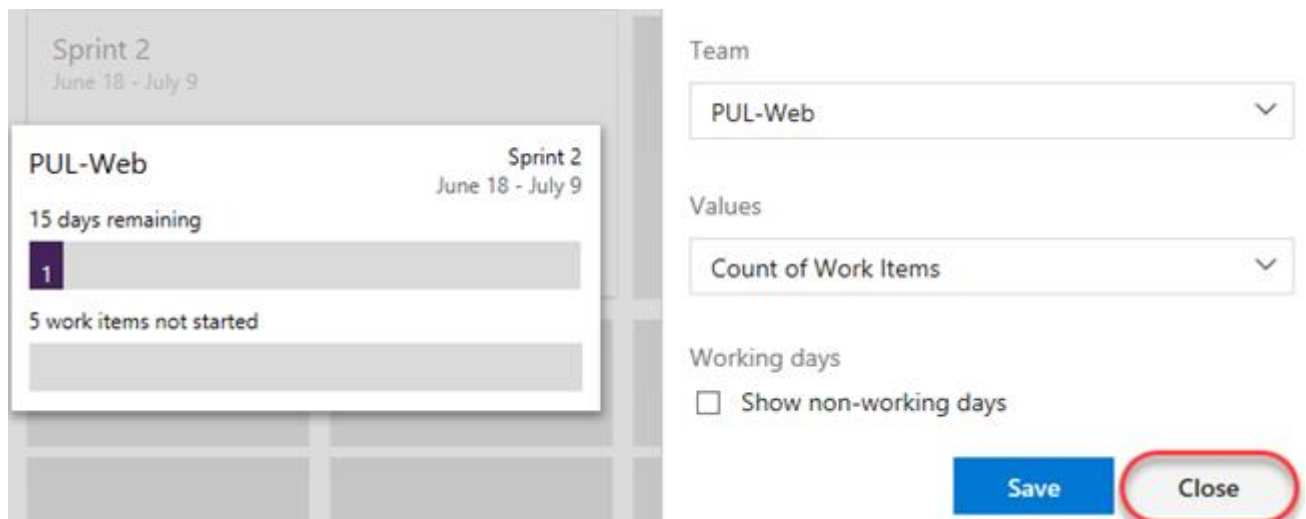 Sprint 2
June 18 - July 9
PUL-Web
Sprint 2
June 18 - July 9
15 days remaining
1
5 work items not started
Team
PUL-Web
Values
Count of Work Items
Working days
Show non-working days
Save
Close